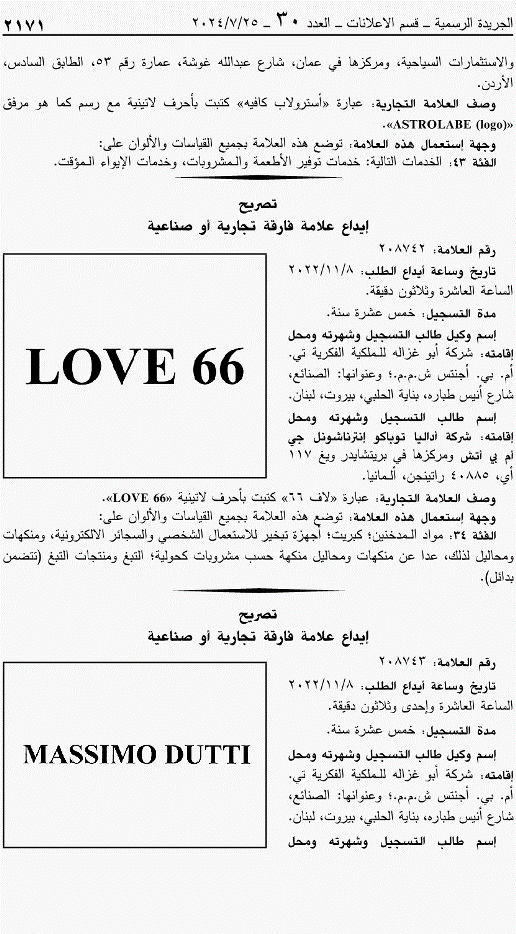 الجريدة الرسمية ـ قسم الاعلانات ـ العدد ٣٠ ـ ٢٠٢٤/٧/٢٥
٢١٧١
والاستثمارات السياحية، ومركزها في عمان، شارع عبدالله غوشة، عمارة رقم ٥٣، الطابق السادس،
الأردن.
وصف العلامة التجارية: عبارة «أسترولاب كافيه» كتبت بأحرف لاتينية مع رسم كما هو مرفق
«ASTROLABE (logo)».
وجهة إستعمال هذه العلامة: توضع هذه العلامة بجميع القياسات والألوان على:
الفئة ٤٣: الخدمات التالية: خدمات توفير الأطعمة والـمشروبات، وخدمات الإيواء الـمؤقت.
تصريح
إيداع علامة فارقة تجارية أو صناعية
رقم العلامة: ٢٠٨٧٤٢
تاريخ وساعة أيداع الطلب: ٢٠٢٢/١١/٨
الساعة العاشرة وثلاثون دقيقة.
مدة التسجيل: خمس عشرة سنة.
إسم وكيل طالب التسجيل وشهرته ومحل
إقامته: شركة أبو غزاله للـملكية الفكرية تي.
أم. بي. أجنتس ش.م.م.؛ وعنوانها: الصنائع،
شارع أنيس طباره، بناية الحلبي، بيروت، لبنان.
إسم طالب التسجيل وشهرته ومحل
إقامته: شركة أداليا توباكو إنترناشونل جي
أم بي أتش ومركزها في بريتشايدر ويغ ١١٧
أي، ٤٠٨٨٥ راتينجن، ألـمانيا.
LOVE 66
وصف العلامة التجارية: عبارة «لاف ٦٦» كتبت بأحرف لاتينية «LOVE 66».
وجهة إستعمال هذه العلامة: توضع هذه العلامة بجميع القياسات والألوان على:
الفئة ٣٤: مواد الـمدخنين؛ كبريت؛ أجهزة تبخير للاستعمال الشخصي والسجائر الالكترونية، ومنكهات
ومحاليل لذلك، عدا عن منكهات ومحاليل منكهة حسب مشروبات كحولية؛ التبغ ومنتجات التبغ (تتضمن
بدائل).
تصريح
إيداع علامة فارقة تجارية أو صناعية
رقم العلامة: ٢٠٨٧٤٣
تاريخ وساعة أيداع الطلب: ٢٠٢٢/١١/٨
الساعة العاشرة وإحدى وثلاثون دقيقة.
مدة التسجيل: خمس عشرة سنة.
إسم وكيل طالب التسجيل وشهرته ومحل
إقامته: شركة أبو غزاله للـملكية الفكرية تي.
أم. بي. أجنتس ش.م.م.؛ وعنوانها: الصنائع،
شارع أنيس طباره، بناية الحلبي، بيروت، لبنان.
إسم طالب التسجيل وشهرته ومحل
MASSIMO DUTTI